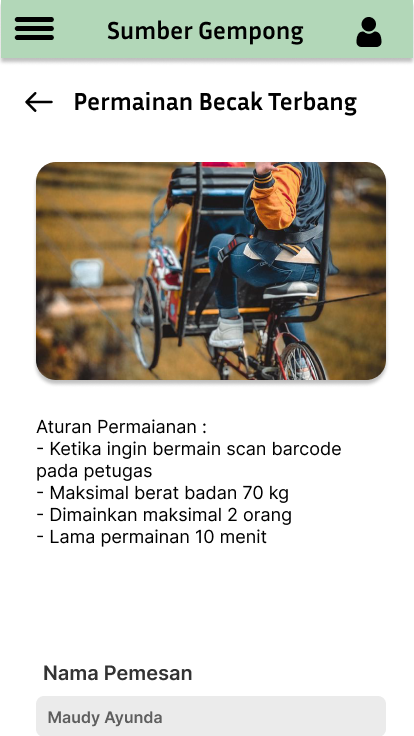 Sumber Gempong
Permainan Becak Terbang
Aturan Permaianan :
- Ketika ingin bermain scan barcode
pada petugas
- Maksimal berat badan 70 kg
- Dimainkan maksimal 2 orang
- Lama permainan 10 menit
Nama Pemesan
Maudy Ayunda